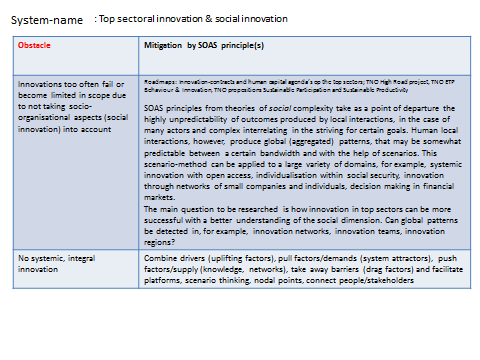 System-name : Top sectoral innovation & social innovation
Obstacle
Mitigation by SOAS principle(s)
Innovations too often fail or
become limited in scope due
to not taking socio-
organisational aspects (social
innovation) into account
Roadmaps: Innovation-contracts and human capital agenda's op the top sectors; TNO High Road project, TNO ETP
Behaviour & Innovation, TNO propositions Sustainable Participation and Sustainable Productivity
SOAS principles from theories of social complexity take as a point of departure the
highly unpredictability of outcomes produced by local interactions, in the case of
many actors and complex interrelating in the striving for certain goals. Human local
interactions, however, produce global (aggregated) patterns, that may be somewhat
predictable between a certain bandwidth and with the help of scenarios. This
scenario-method can be applied to a large variety of domains, for example, systemic
innovation with open access, individualisation within social security, innovation
through networks of small companies and individuals, decision making in financial
markets.
The main question to be researched is how innovation in top sectors can be more
successful with a better understanding of the social dimension. Can global patterns
be detected in, for example, innovation networks, innovation teams, innovation
regions?
No systemic, integral
innovation
Combine drivers (uplifting factors), pull factors/demands (system attractors), push
factors/supply (knowledge, networks), take away barriers (drag factors) and facilitate
platforms, scenario thinking, nodal points, connect people/stakeholders